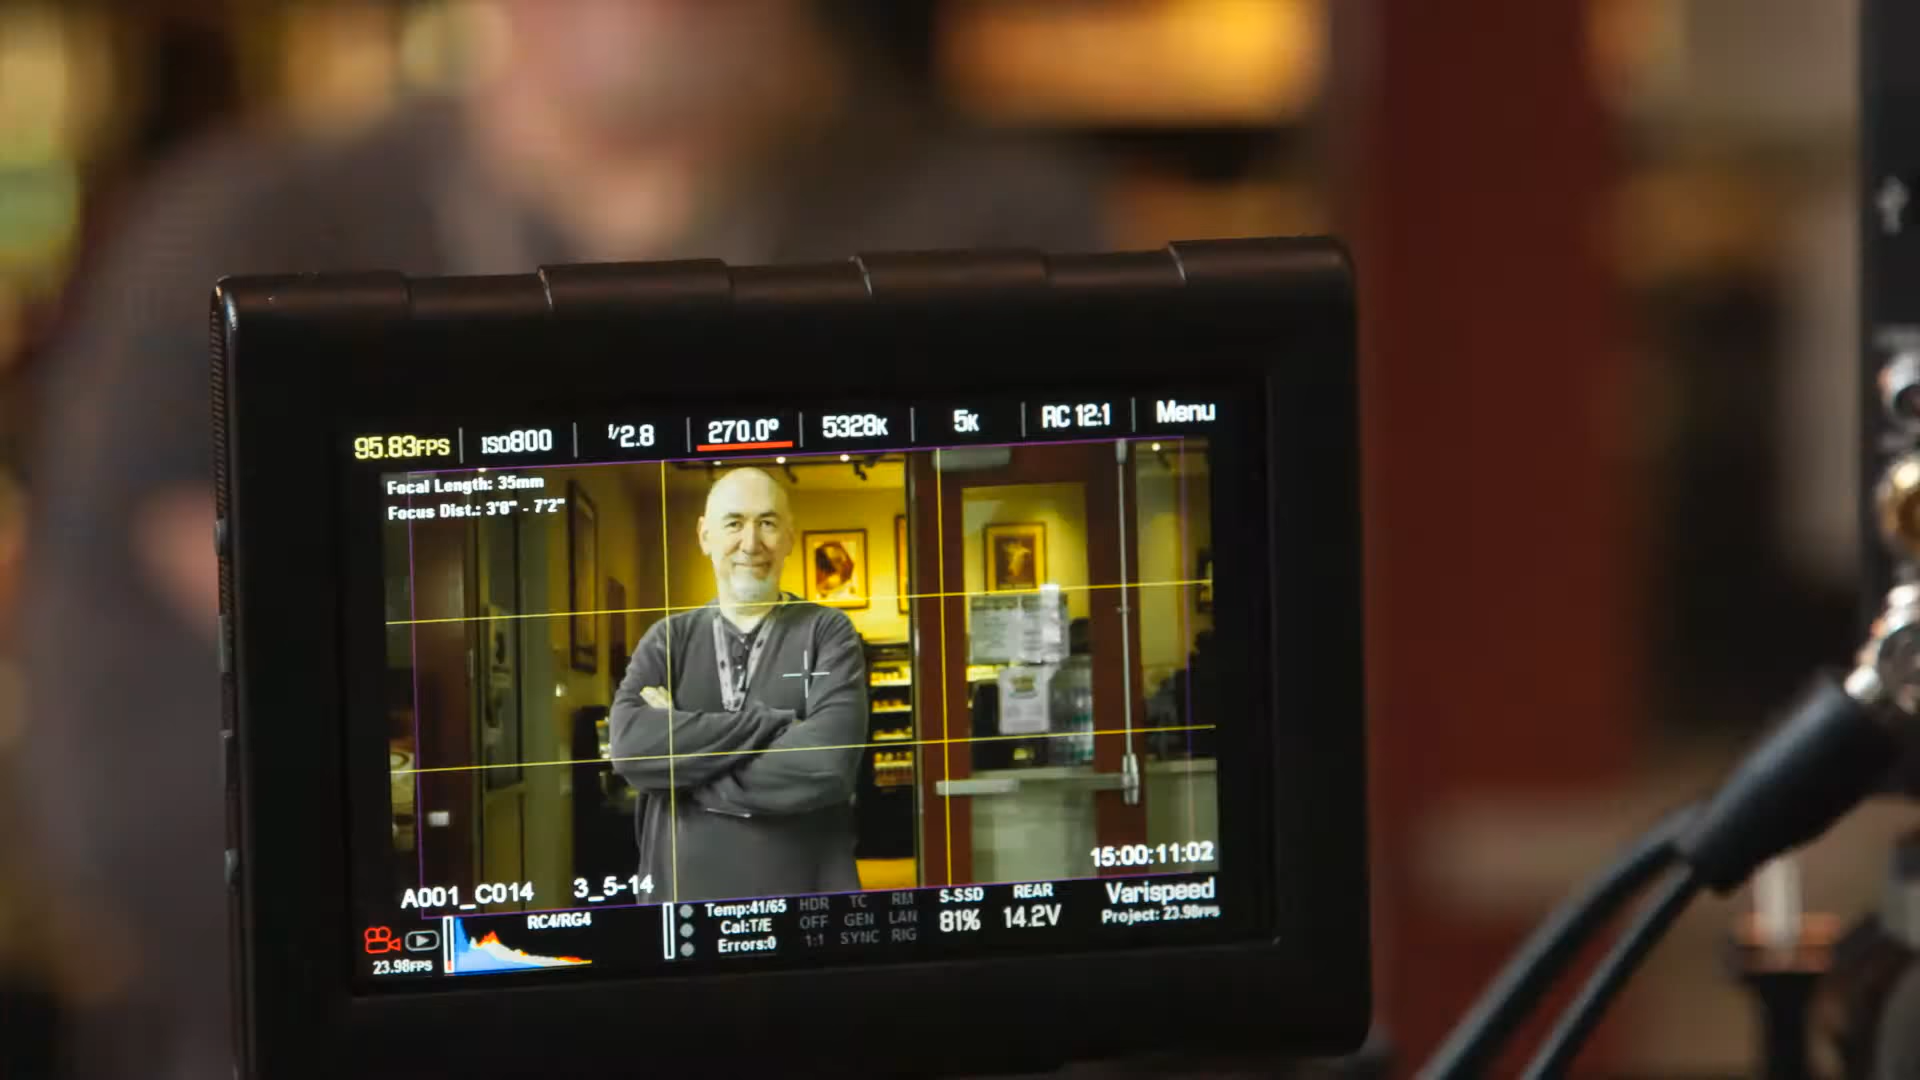 95.83FPS ISO800 f/2.8 270.0° 5328K 5K RC 12:1 Menu
Focal Length: 35mm
Focus Dist.: 3'8" - 7'2"
15:00:11:02
A001_C014 3_5-14
RC4/RG4
23.98FPS
Temp:41/65
Cal:T/E
Errors:0
HDR TC RM
OFF GEN LAN
1:1 SYNC RIG
S-SSD
81%
REAR
14.2V
Varispeed
Project: 23.98FPS